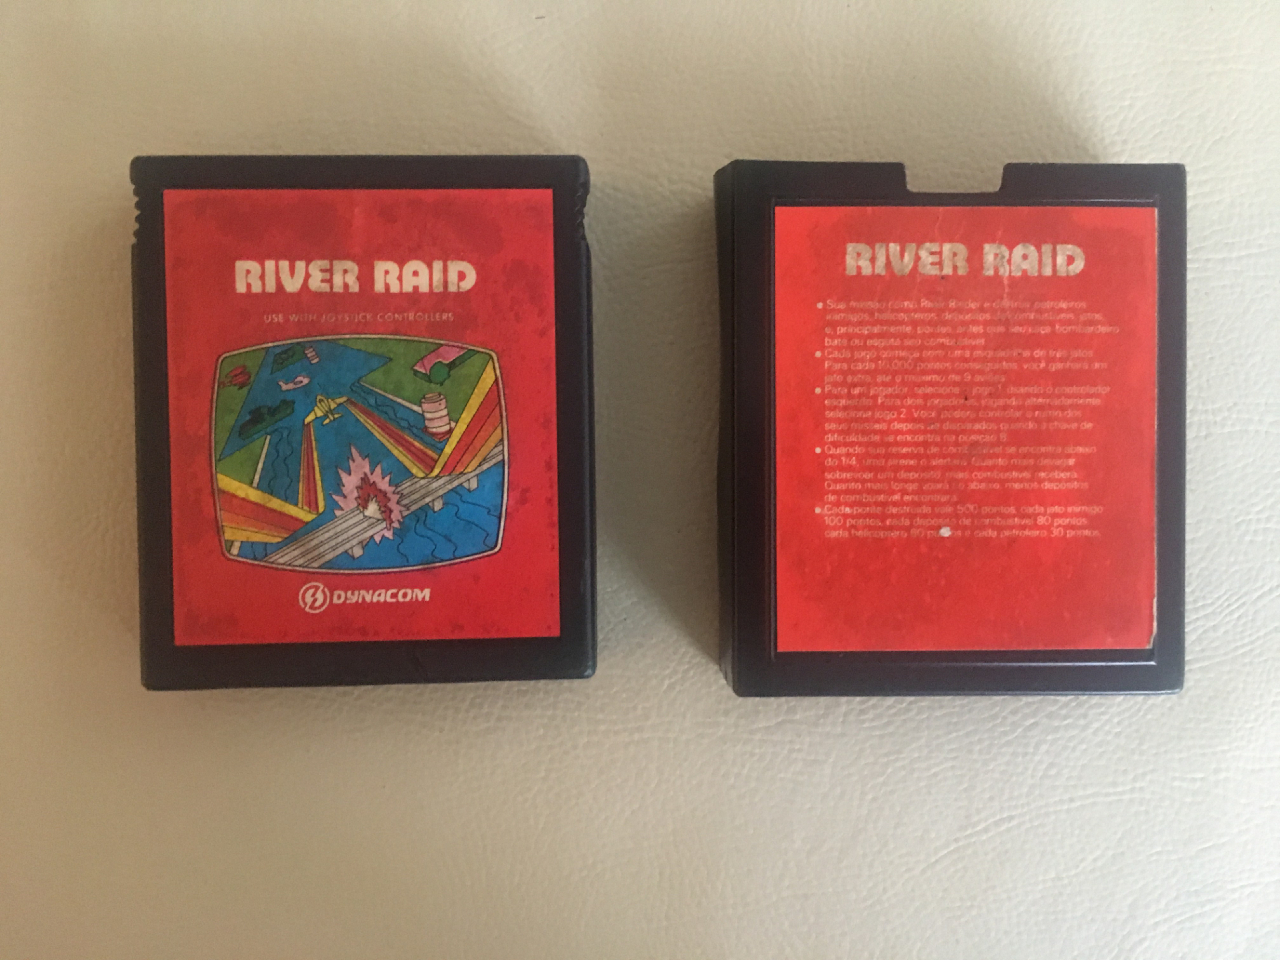 RIVER RAID
USE WITH JOYSTICK CONTROLLERS
DYNACOM
RIVER RAID
Sua missão como River Raider é destruir petroleiros
inimigos, helicópteros, depósitos de combustíveis, jatos,
e, principalmente, pontes antes que seu jato bombardeiro
bata ou esgote seu combustível.
Cada jogo começa com uma esquadrilha de três jatos.
Para cada 10,000 pontos conseguidos, você ganhará um
jato extra, até o máximo de 9 aviões.
Para um jogador, selecione jogo 1, usando o controlador
esquerdo. Para dois jogadores, jogando alternadamente
selecione jogo 2. Você poderá controlar o rumo dos
seus mísseis depois de disparados quando a chave de
dificuldade se encontra na posição B.
Quando sua reserva de combustível se encontra abaixo
do 1/4, uma sirene o alertará. Quanto mais devagar
sobrevoar um depósito, mais combustível receberá.
Quanto mais longe voará rio abaixo, menos depósitos
de combustível encontrará.
Cada ponte destruída vale 500 pontos, cada jato inimigo
100 pontos, cada depósito de combustível 80 pontos
cada helicóptero 60 pontos e cada petroleiro 30 pontos.